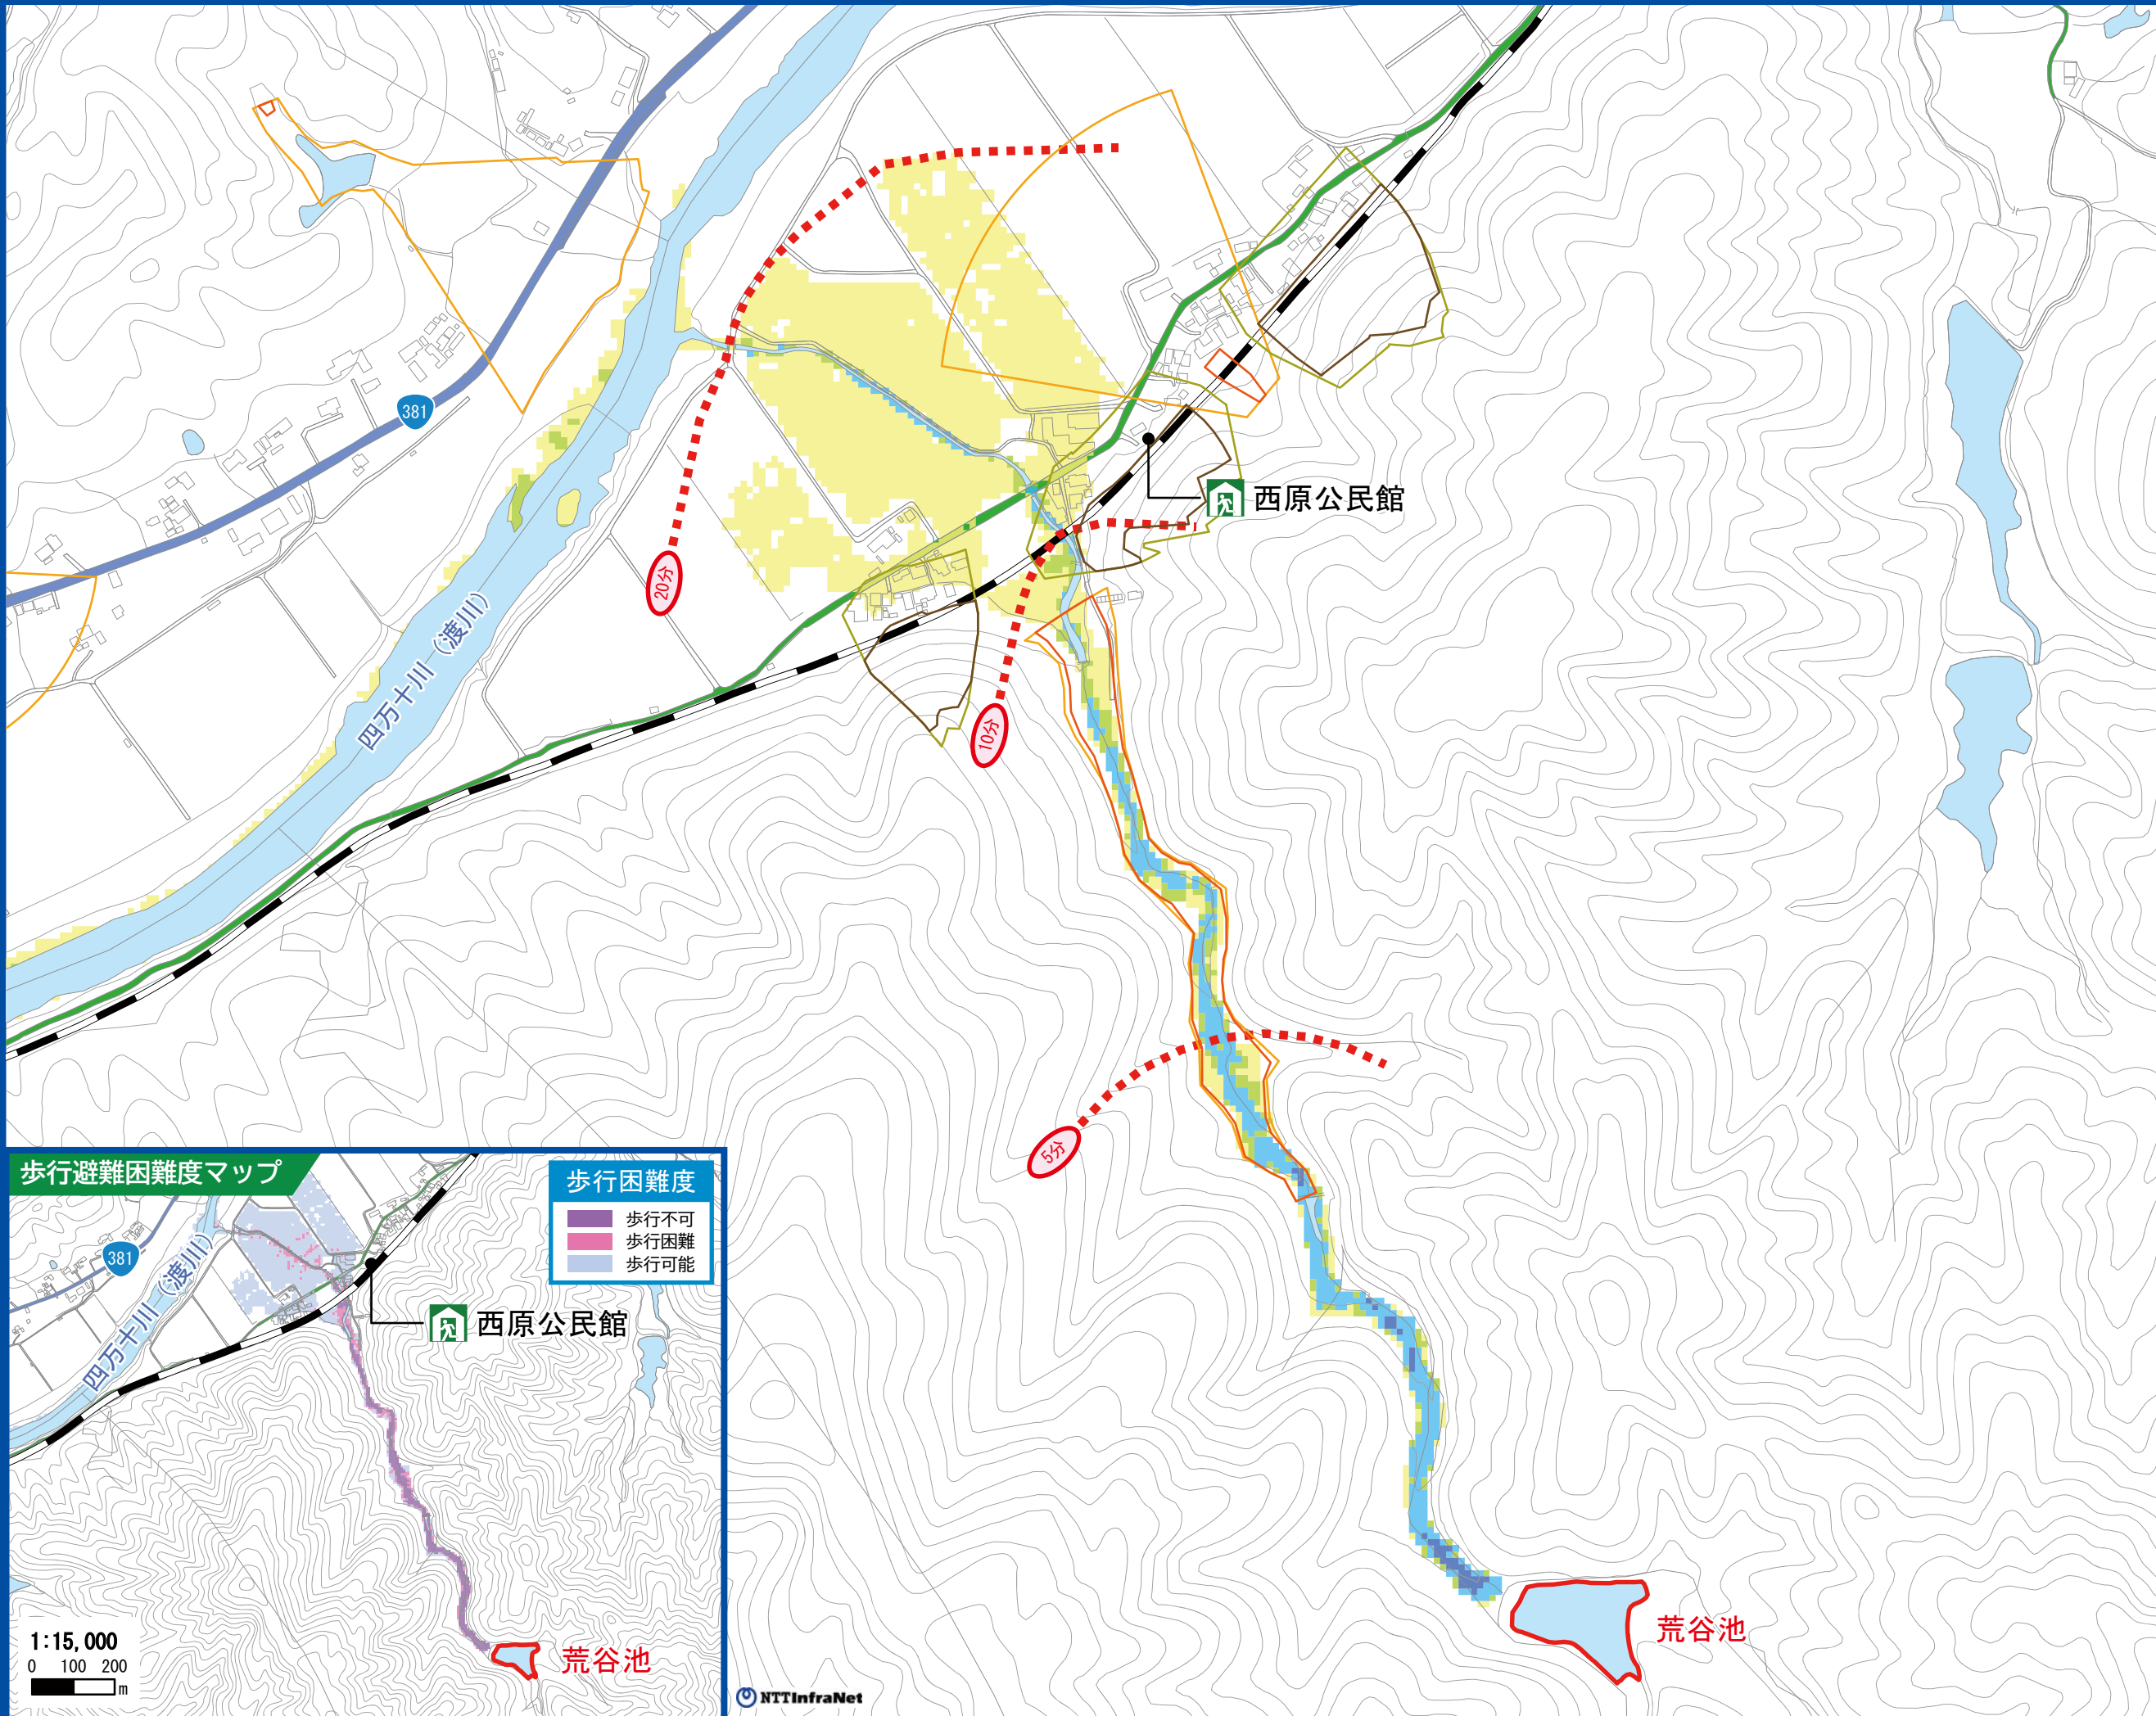 381
四万十川（渡川）
20分
10分
5分
西原公民館
荒谷池
歩行避難困難度マップ
歩行困難度
歩行不可
歩行困難
歩行可能
381
四万十川（渡川）
西原公民館
荒谷池
1:15,000
0 100 200
m
NTTInfraNet